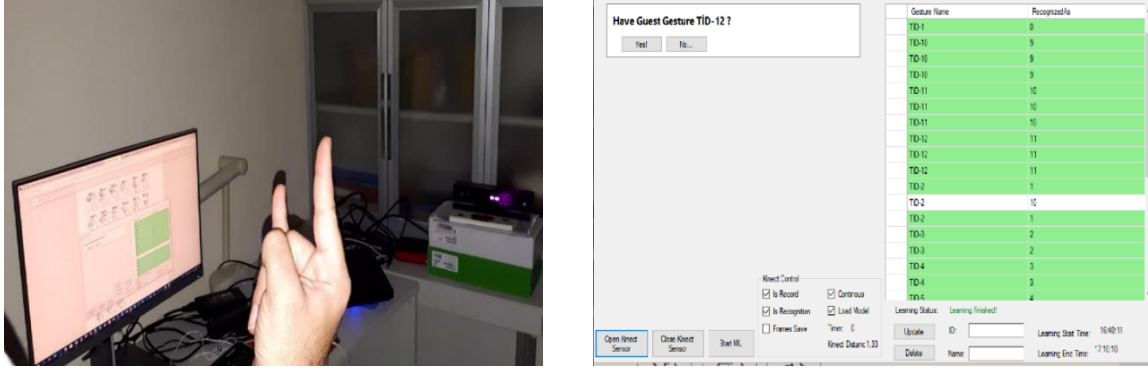 Have Guest Gesture TİD-12 ?
Yes!
No...
Gesture Name RecognizedAs
TİD-1 0
TİD-10 9
TİD-10 9
TİD-10 9
TİD-11 10
TİD-11 10
TİD-11 10
TİD-12 11
TİD-12 11
TİD-12 11
TİD-2 1
TİD-2 10
TİD-2 1
TİD-3 2
TİD-3 2
TİD-4 3
TİD-4 3
TİD-5 4
Kinect Control
Is Record
Continous
Is Recogntion
Load Model
Frames Save
Timer: 0
Kinect Distanc 1.33
Open Kinect
Sensor
Close Kinect
Sensor
Start ML
Learning Status: Learning Finished!
Update
ID:
Learning Start Time: 16:40:11
Delete
Name:
Learning End Time: 17:10:10